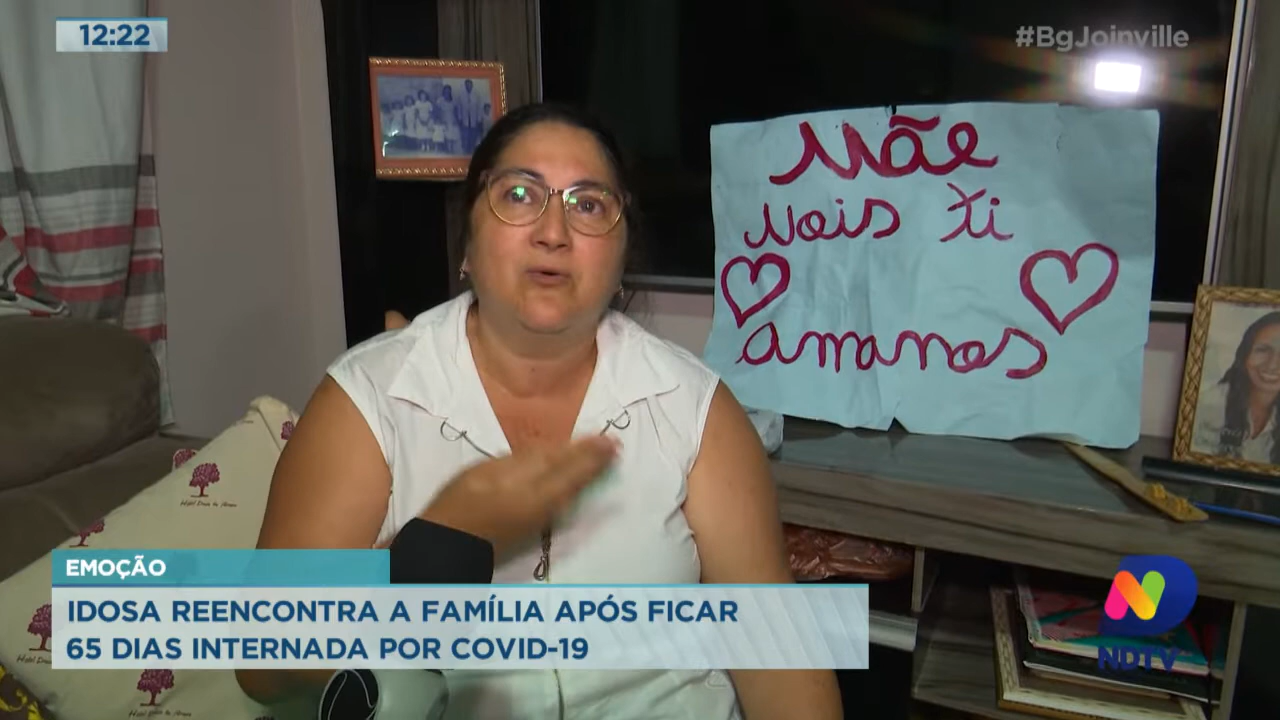 12:22
#BgJoinville
Mãe
Nois ti
amamos
EMOÇÃO
IDOSA REENCONTRA A FAMÍLIA APÓS FICAR
65 DIAS INTERNADA POR COVID-19
NDTV